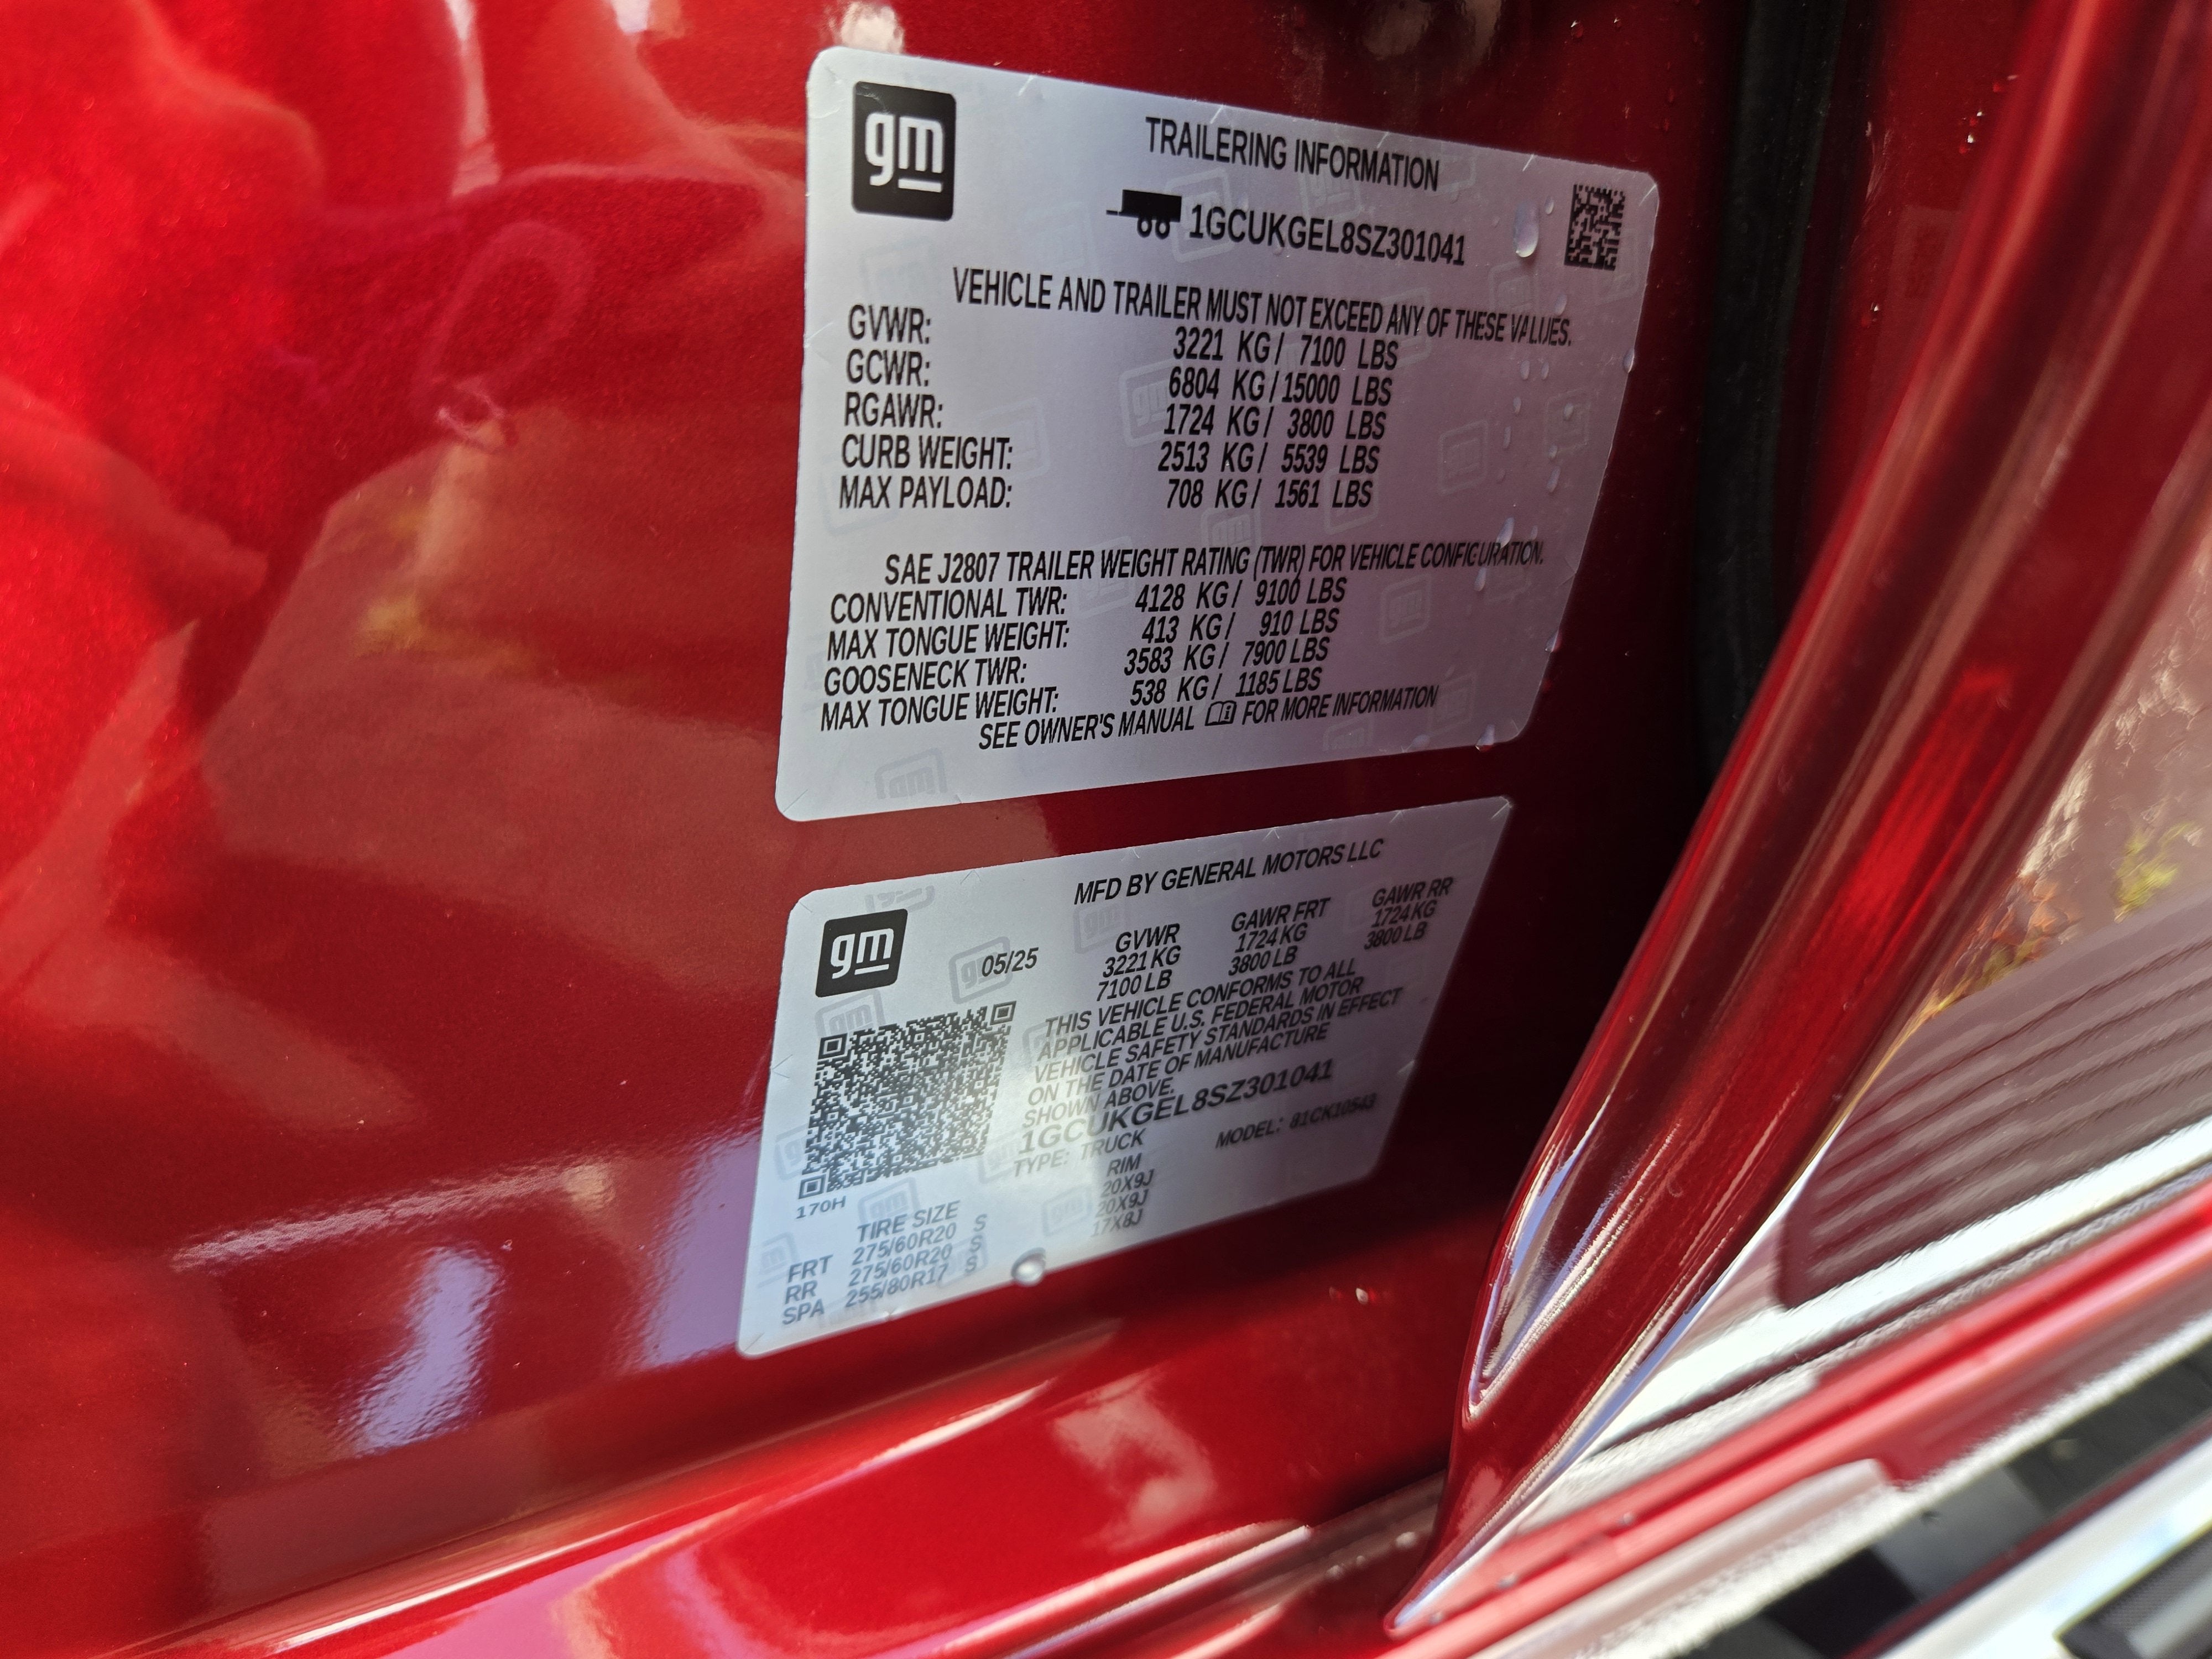 gm
TRAILERING INFORMATION
1GCUKGEL8SZ301041
VEHICLE AND TRAILER MUST NOT EXCEED ANY OF THESE VALUES.
GVWR: 3221 KG / 7100 LBS
GCWR: 6804 KG / 15000 LBS
RGAWR: 1724 KG / 3800 LBS
CURB WEIGHT: 2513 KG / 5539 LBS
MAX PAYLOAD: 708 KG / 1561 LBS
SAE J2807 TRAILER WEIGHT RATING (TWR) FOR VEHICLE CONFIGURATION.
CONVENTIONAL TWR: 4128 KG / 9100 LBS
MAX TONGUE WEIGHT: 413 KG / 910 LBS
GOOSENECK TWR: 3583 KG / 7900 LBS
MAX TONGUE WEIGHT: 538 KG / 1185 LBS
SEE OWNER'S MANUAL FOR MORE INFORMATION
gm
MFD BY GENERAL MOTORS LLC
05/25
GVWR GAWR FRT GAWR RR
3221 KG 1724 KG 1724 KG
7100 LB 3800 LB 3800 LB
THIS VEHICLE CONFORMS TO ALL
APPLICABLE U.S. FEDERAL MOTOR
VEHICLE SAFETY STANDARDS IN EFFECT
ON THE DATE OF MANUFACTURE
SHOWN ABOVE.
1GCUKGEL8SZ301041
TYPE: TRUCK MODEL: 81CK10543
170H
TIRE SIZE RIM
FRT 275/60R20 S 20X9J
RR 275/60R20 S 20X9J
SPA 255/80R17 S 17X8J